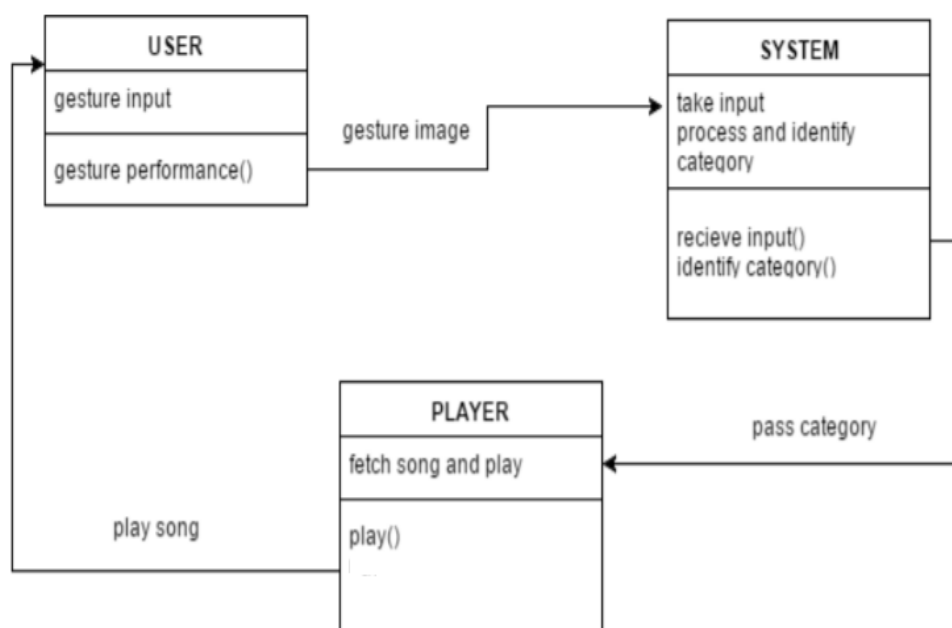 USER
gesture input
gesture performance()
gesture image
SYSTEM
take input
process and identify
category
recieve input()
identify category()
PLAYER
fetch song and play
play()
pass category
play song